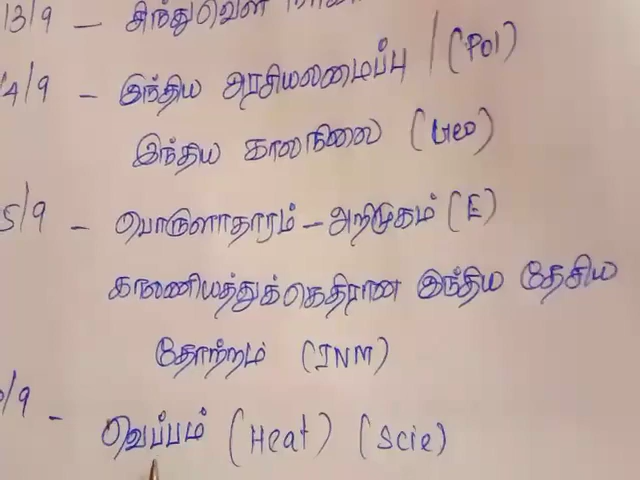 13/9 - சிந்துவெளி
4/9 - இந்திய அரசியலமைப்பு / (Pol)
இந்திய காலநிலை (Geo)
5/9 - பொருளாதாரம் - அறிமுகம் (E)
காலணியத்துக்கெதிரான இந்திய தேசிய
தோற்றம் (INM)
/9 - வெப்பம் (Heat) (Scie)